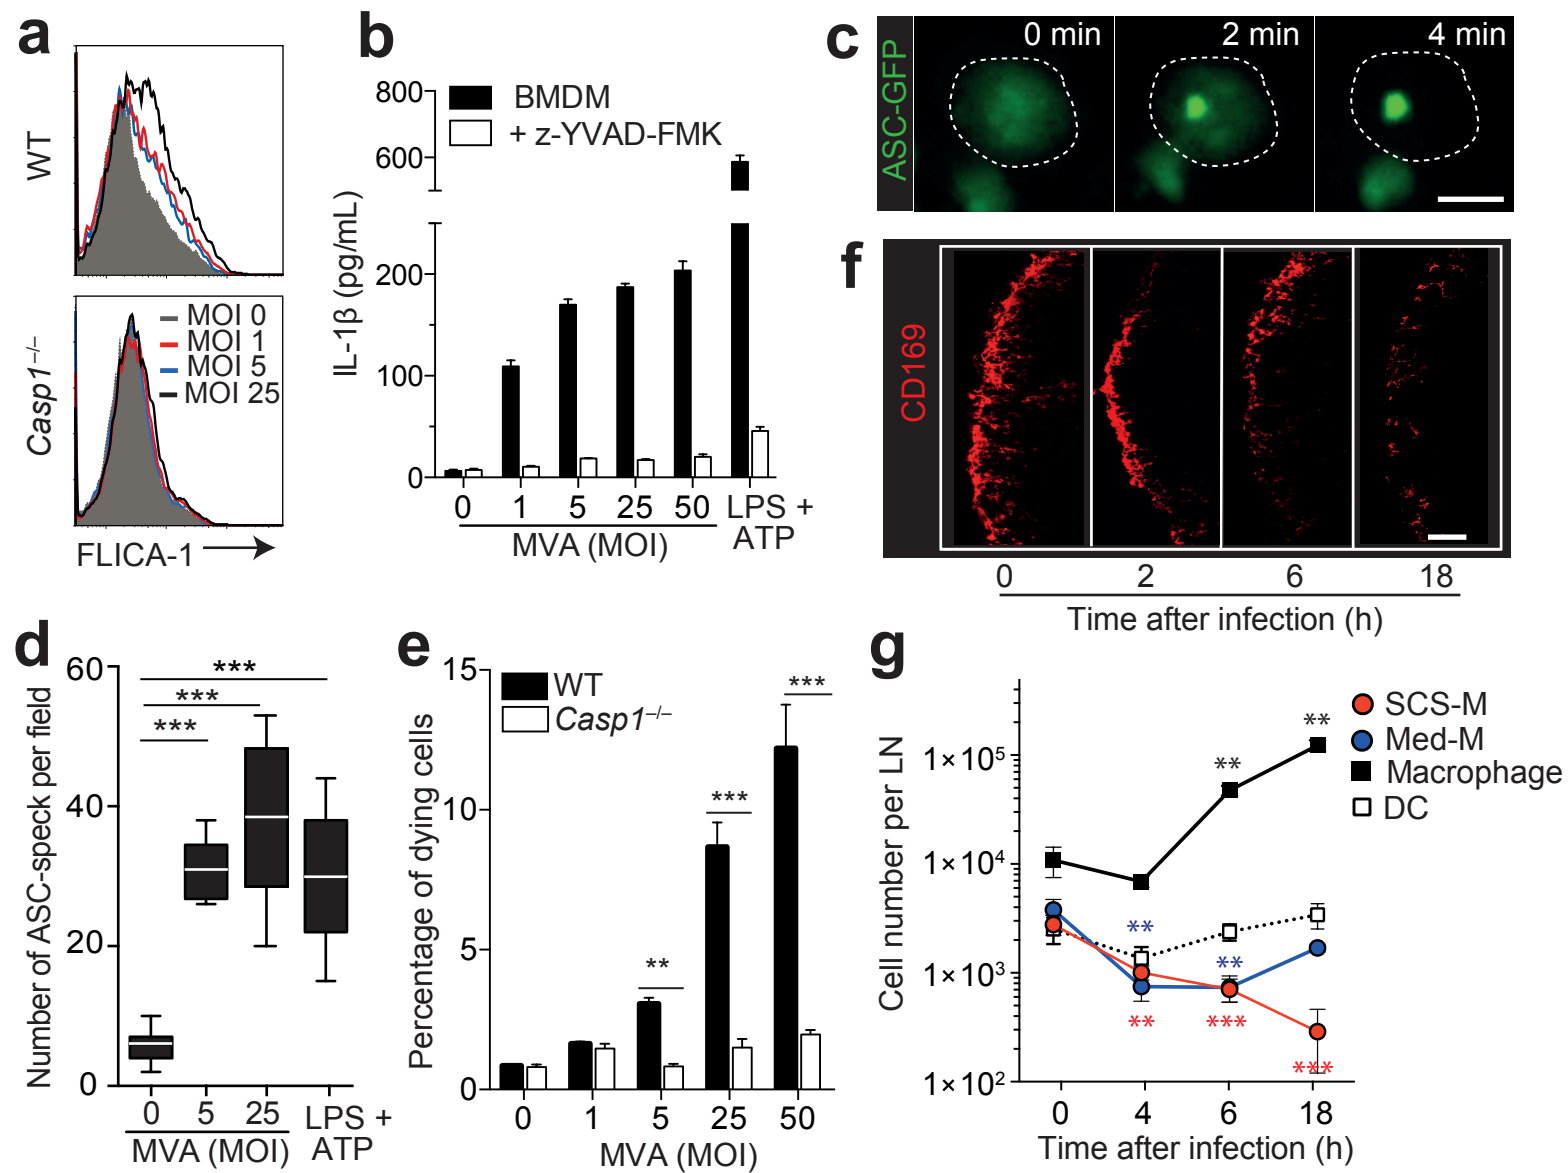 a
WT
Casp1–/–
MOI 0
MOI 1
MOI 5
MOI 25
FLICA-1
b
BMDM
+ z-YVAD-FMK
IL-1β (pg/mL)
800
600
200
100
0
0 1 5 25 50 LPS +
ATP
MVA (MOI)
c
ASC-GFP
0 min
2 min
4 min
f
CD169
0 2 6 18
Time after infection (h)
d
Number of ASC-speck per field
60
40
20
0
***
***
***
0 5 25 LPS +
ATP
MVA (MOI)
e
WT
Casp1–/–
Percentage of dying cells
15
10
5
0
**
***
***
0 1 5 25 50
MVA (MOI)
g
SCS-M
Med-M
Macrophage
DC
Cell number per LN
1×10⁵
1×10⁴
1×10³
1×10²
**
**
**
**
**
***
***
0 4 6 18
Time after infection (h)